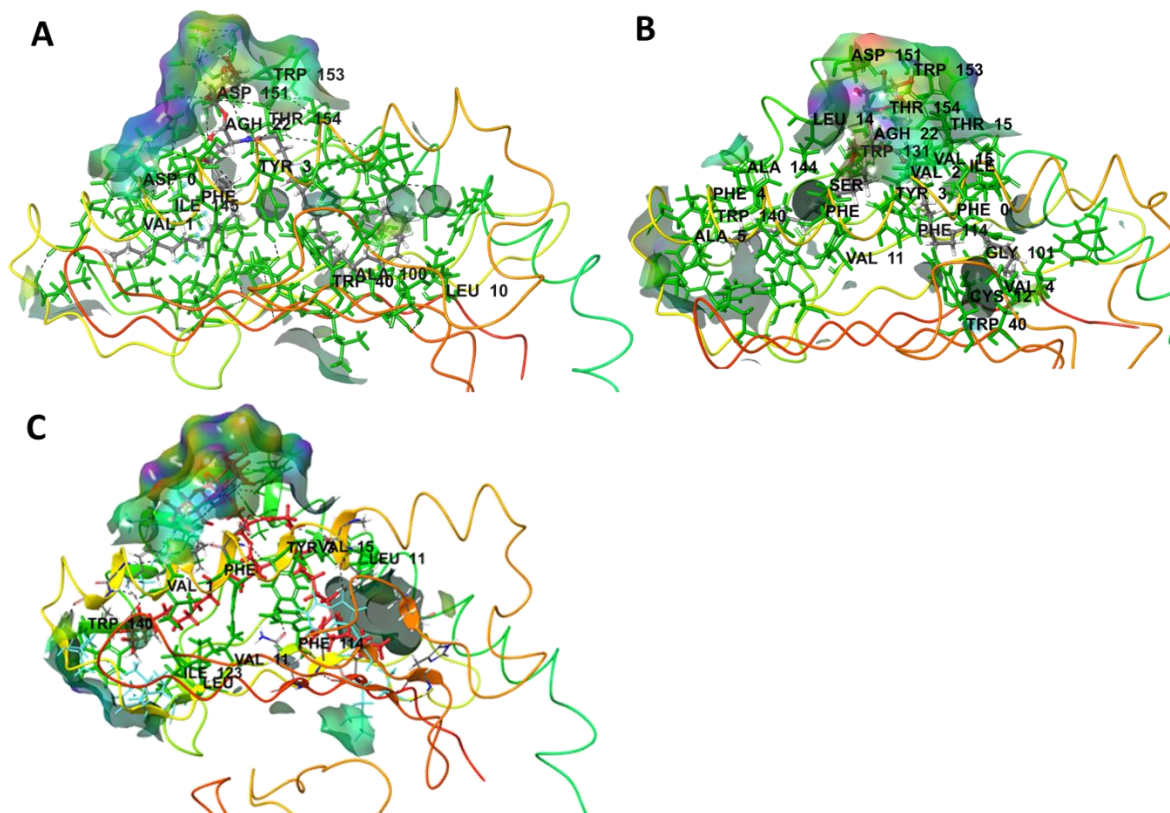 A
TRP 153
ASP 151
AGH 22
THR 154
TYR 3
ASP 0
PHE
ILE
VAL 1
ALA 100
TRP 40
LEU 10
B
ASP 151
TRP 153
THR 154
LEU 14
THR 15
AGH 22
TRP 131
VAL 15
ALA 144
VAL 2
ILE
PHE 4
SER
TYR 3
TRP 140
PHE
PHE 0
ALA 5
PHE 114
VAL 11
GLY 101
VAL 4
CYS 12
TRP 40
C
VAL 15
LEU 11
PHE
VAL 1
TRP 140
PHE 114
VAL 11
ILE 123
LEU